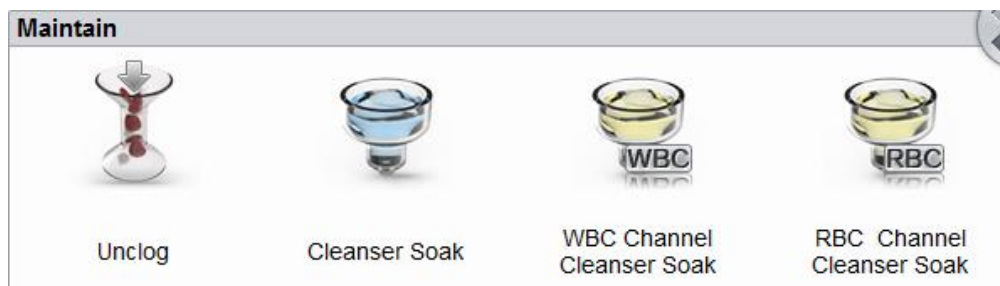 Maintain
WBC
RBC
Unclog
Cleanser Soak
WBC Channel
Cleanser Soak
RBC Channel
Cleanser Soak